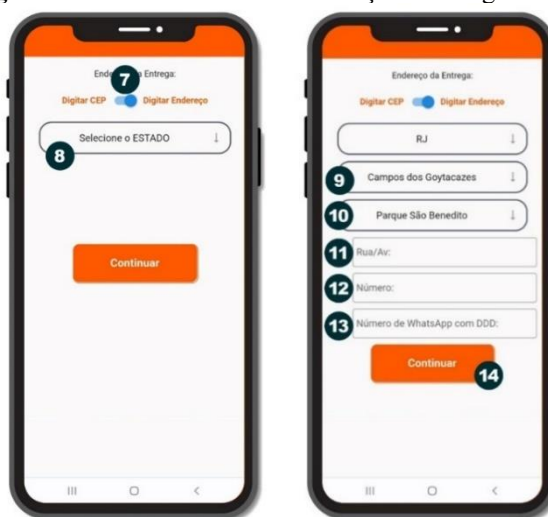 Endereço da Entrega:
7
Digitar CEP Digitar Endereço
Selecione o ESTADO ↓
8
Continuar
Endereço da Entrega:
Digitar CEP Digitar Endereço
RJ ↓
9 Campos dos Goytacazes ↓
10 Parque São Benedito ↓
11 Rua/Av:
12 Número:
13 Número de WhatsApp com DDD:
Continuar
14